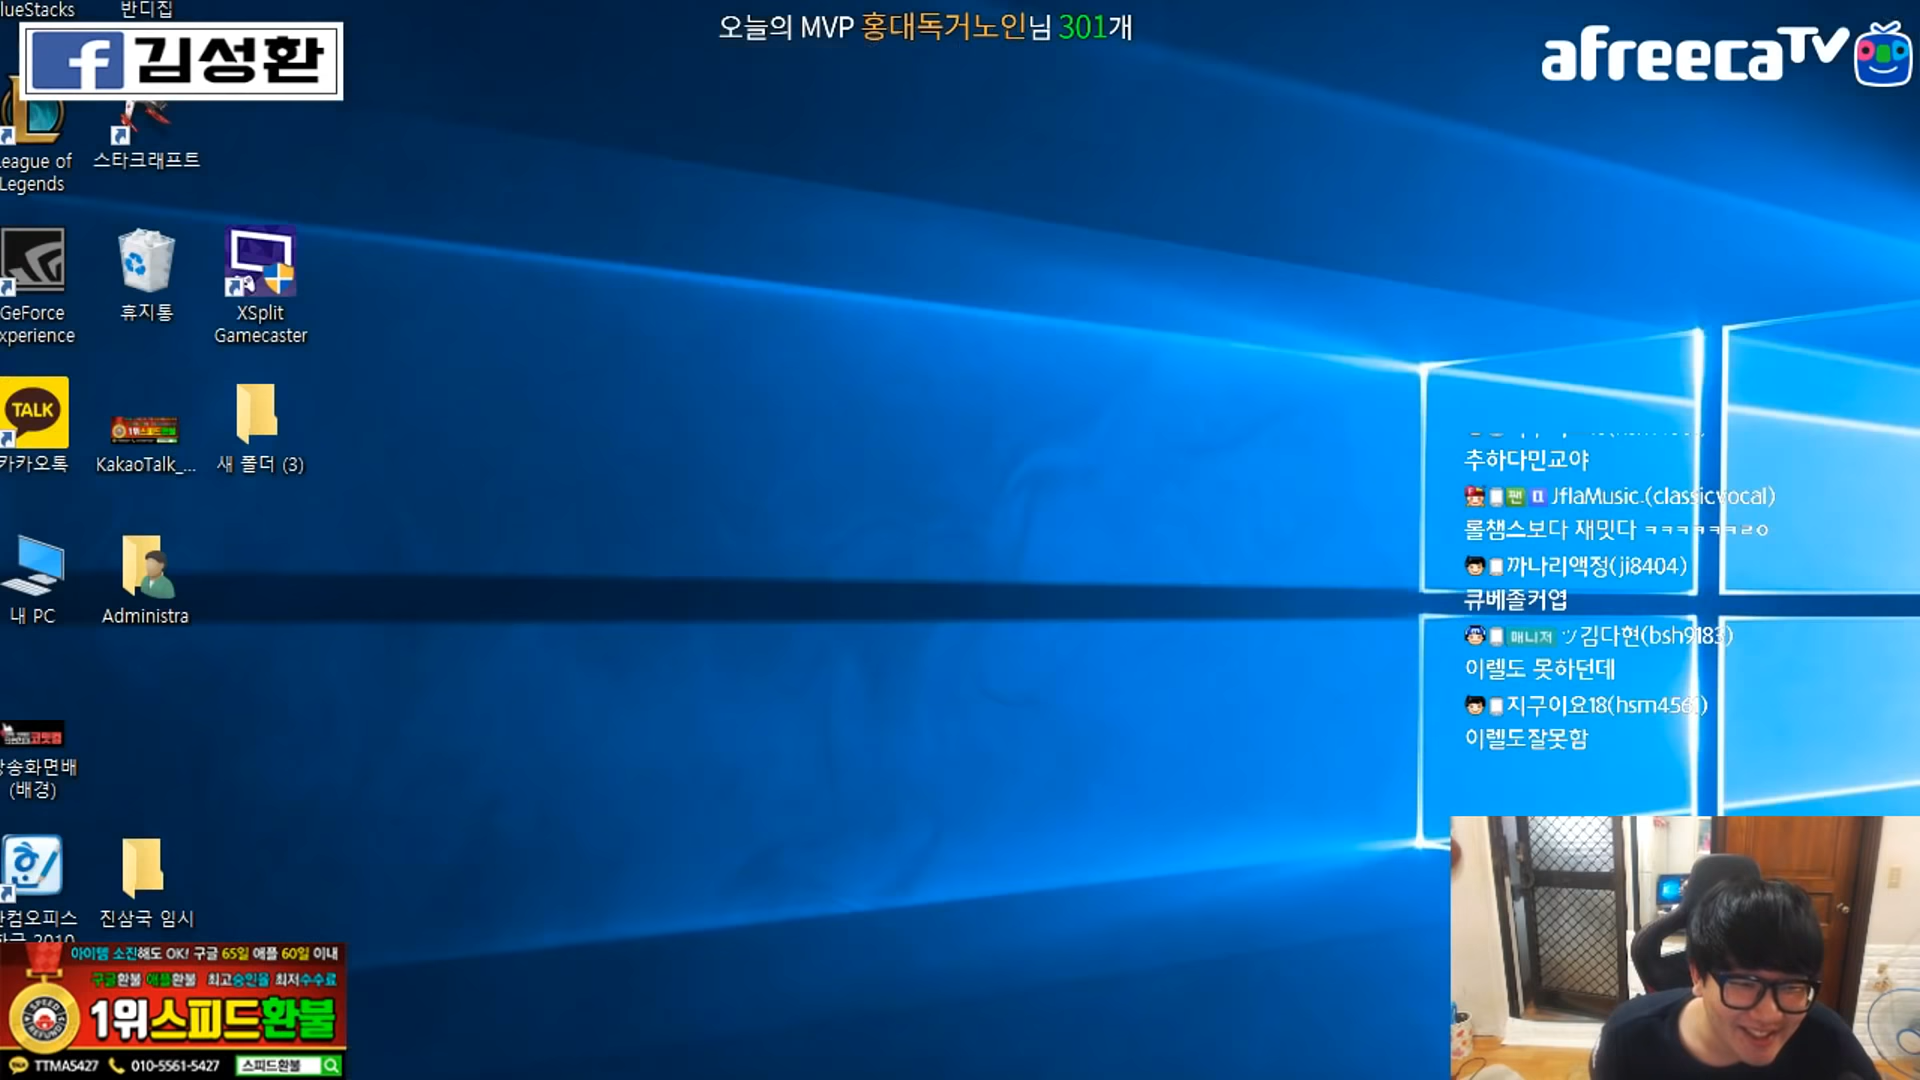 lueStacks
반디집
김성환
오늘의 MVP 홍대독거노인님 301개
afreecaTV
eague of
Legends
스타크래프트
GeForce
xperience
휴지통
XSplit
Gamecaster
TALK
카카오톡
KakaoTalk_...
새 폴더 (3)
내 PC
Administra
방송화면배
(배경)
한컴오피스
한글 2010
진삼국 임시
추하다민교야
팬 JflaMusic.(classicvocal)
롤챔스보다 재밋다 ㅋㅋㅋㅋㅋㅋㄹㅇ
까나리액정(ji8404)
큐베졸커엽
매니저 ツ김다현(bsh9183)
이렐도 못하던데
지구이요18(hsm4561)
이렐도잘못함
아이템 소진해도 OK! 구글 65일 애플 60일 이내
구글환불 애플환불 최고승인율 최저수수료
1위스피드환불
TTMA5427 010-5561-5427 스피드환불